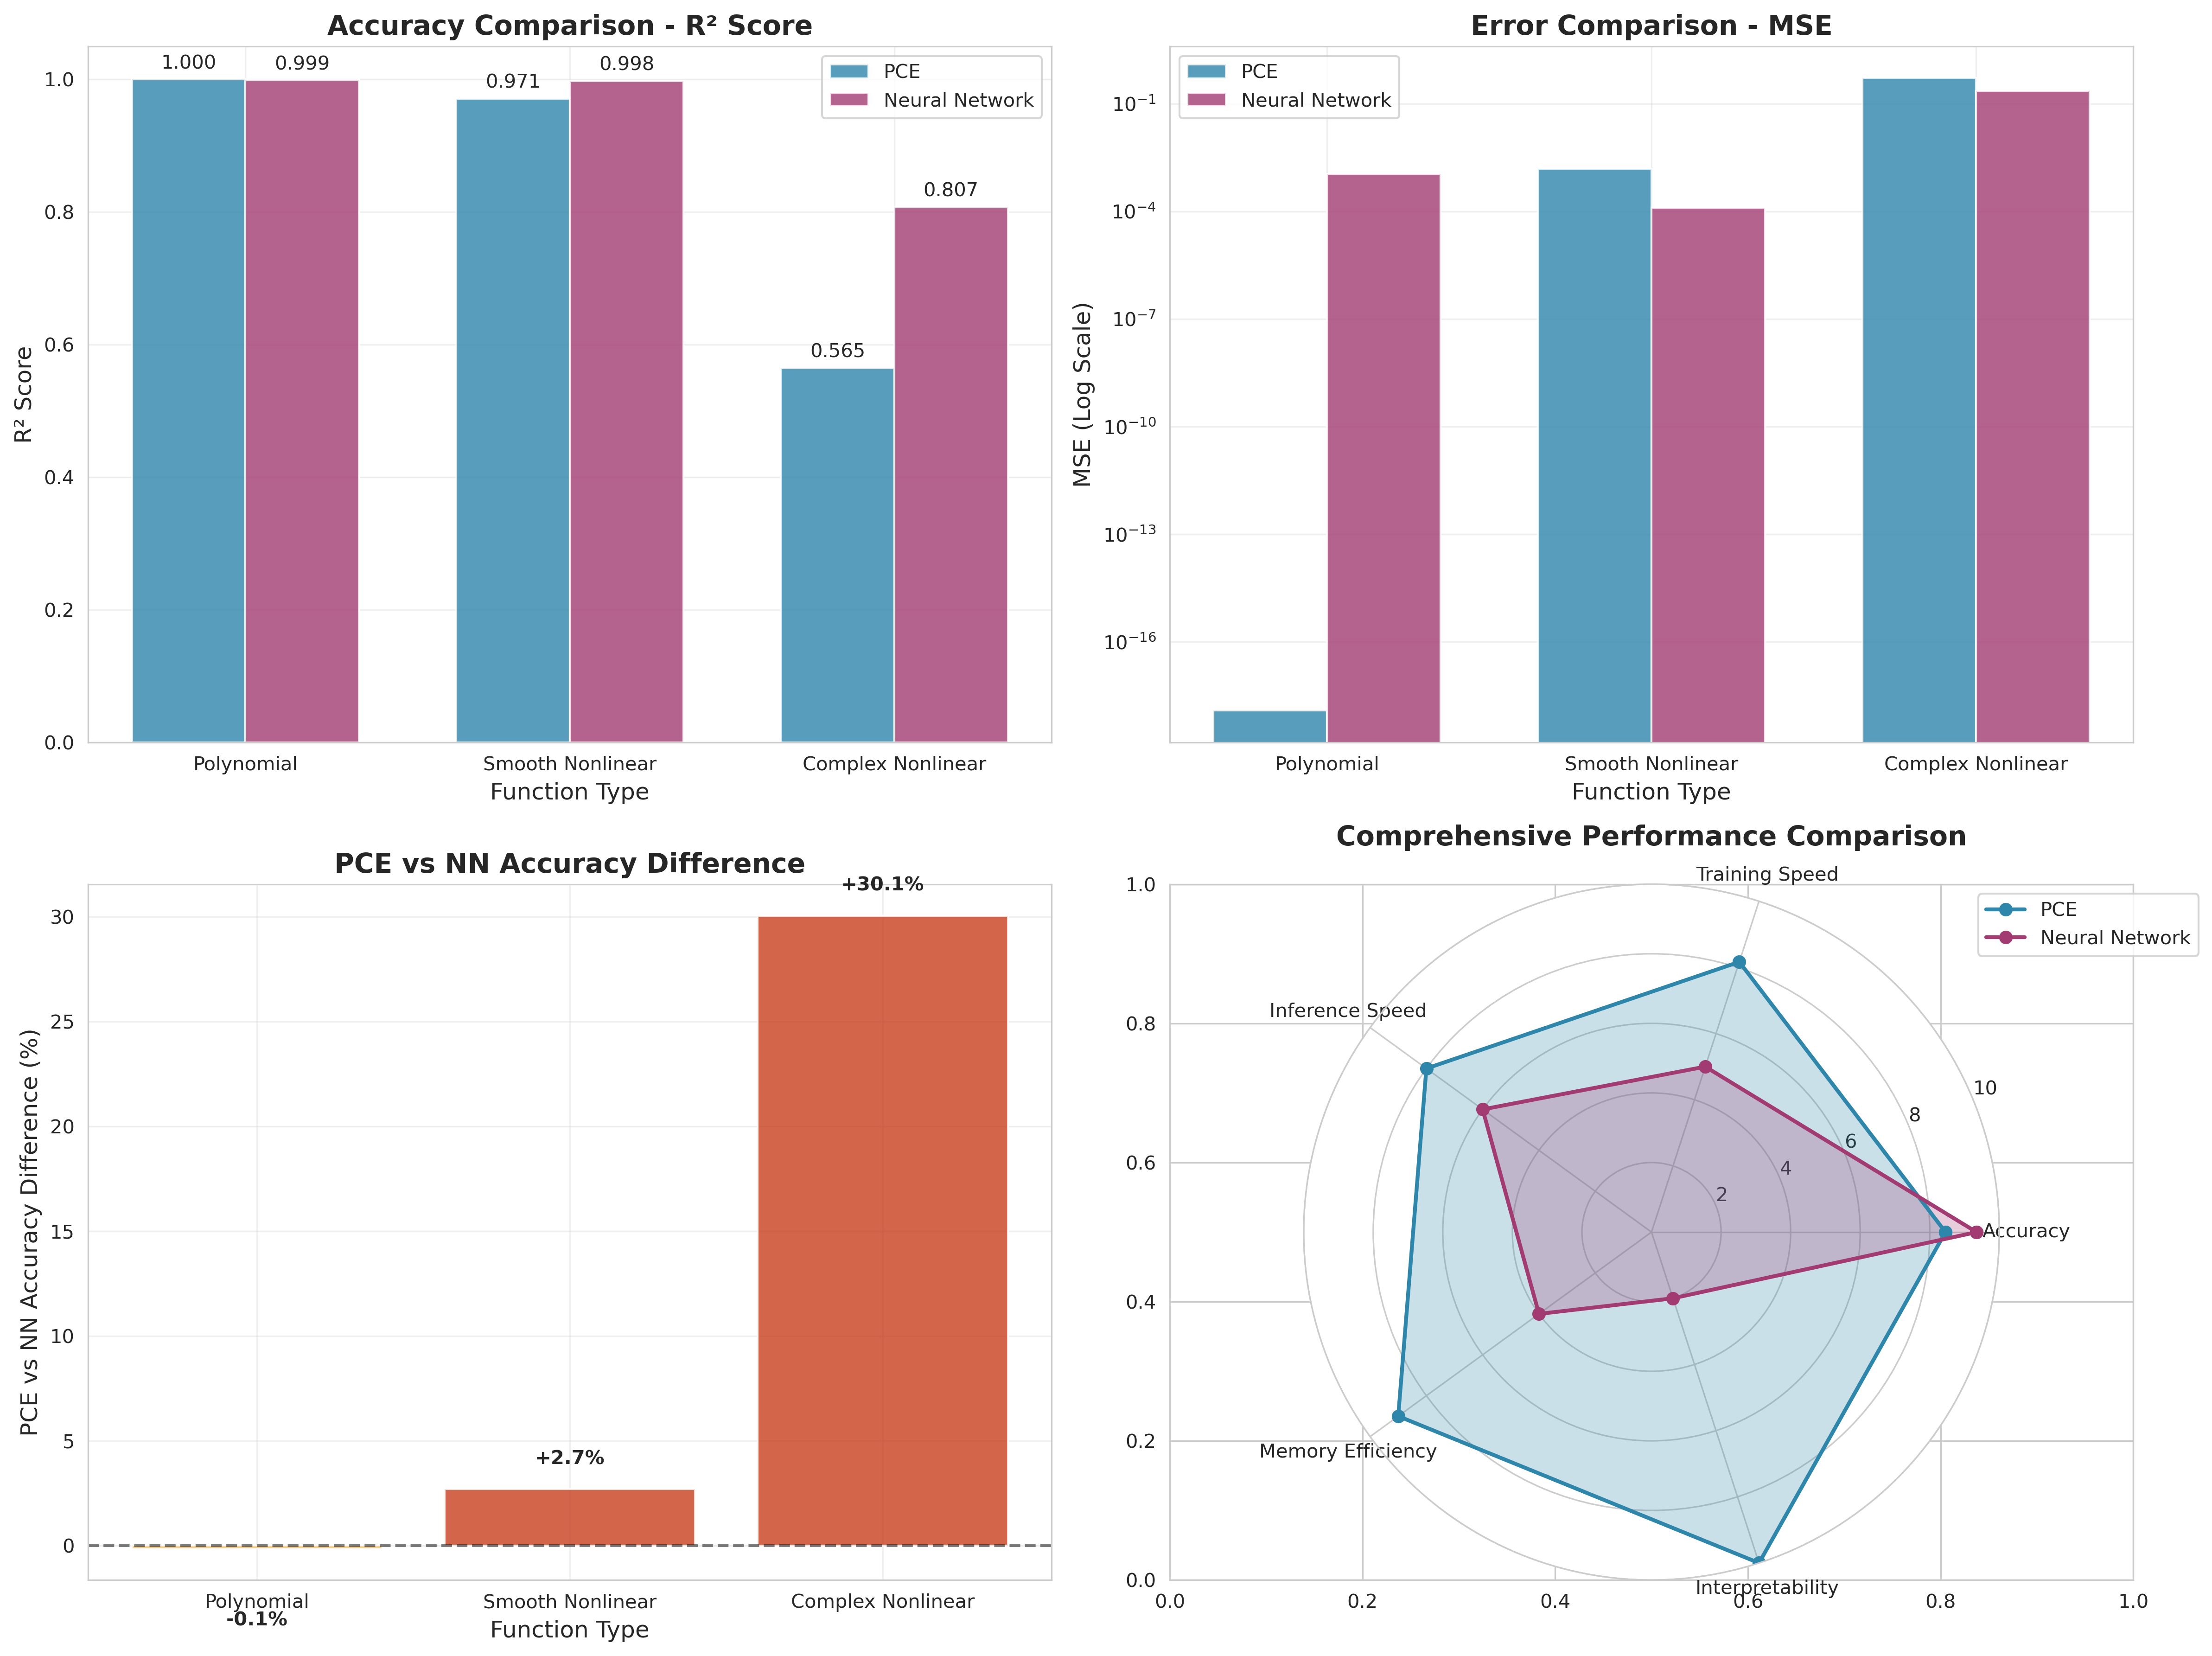 Accuracy Comparison - R² Score
1.000
0.999
0.971
0.998
0.565
0.807
PCE
Neural Network
R² Score
1.0
0.8
0.6
0.4
0.2
0.0
Polynomial
Smooth Nonlinear
Complex Nonlinear
Function Type
Error Comparison - MSE
PCE
Neural Network
MSE (Log Scale)
10⁻¹
10⁻⁴
10⁻⁷
10⁻¹⁰
10⁻¹³
10⁻¹⁶
Polynomial
Smooth Nonlinear
Complex Nonlinear
Function Type
PCE vs NN Accuracy Difference
+30.1%
+2.7%
-0.1%
PCE vs NN Accuracy Difference (%)
30
25
20
15
10
5
0
Polynomial
Smooth Nonlinear
Complex Nonlinear
Function Type
Comprehensive Performance Comparison
Training Speed
PCE
Neural Network
Inference Speed
Accuracy
Memory Efficiency
Interpretability
10
8
6
4
2
1.0
0.8
0.6
0.4
0.2
0.0
0.0
0.2
0.4
0.6
0.8
1.0